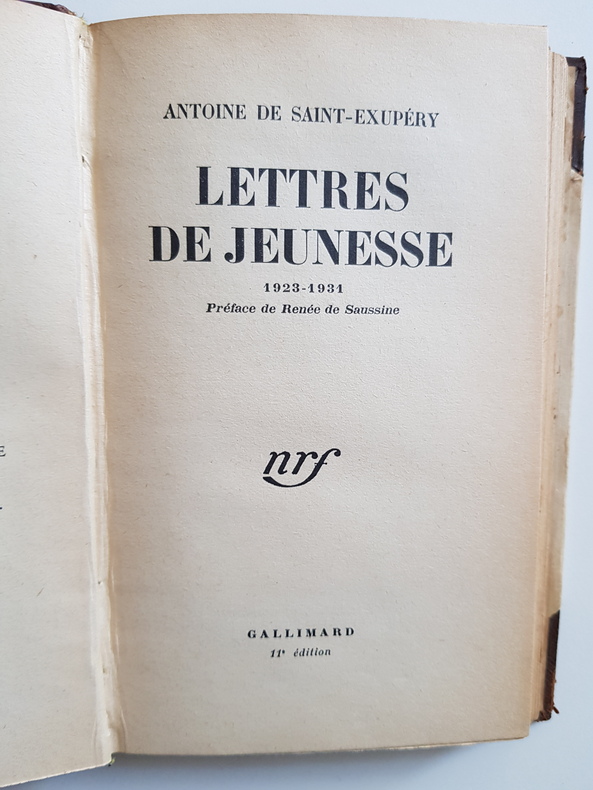 ANTOINE DE SAINT-EXUPÉRY
LETTRES
DE JEUNESSE
1923-1931
Préface de Renée de Saussine
nrf
GALLIMARD
11ᵉ édition